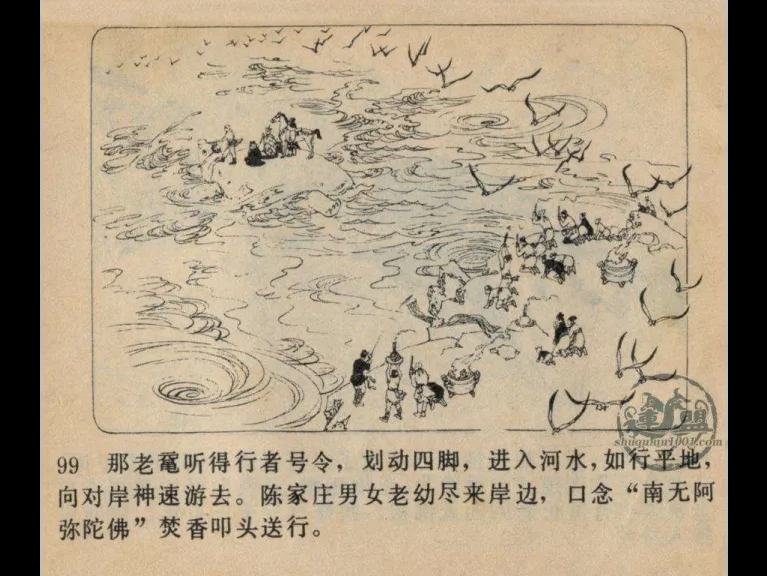 聿盟
shuquan1001.com
99 那老鼋听得行者号令，划动四脚，进入河水，如行平地，
向对岸神速游去。陈家庄男女老幼尽来岸边，口念“南无阿
弥陀佛”焚香叩头送行。